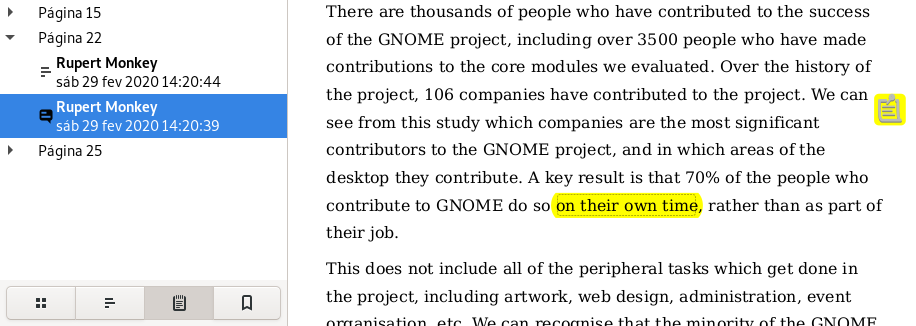 Página 15
Página 22
Rupert Monkey
sáb 29 fev 2020 14:20:44
Rupert Monkey
sáb 29 fev 2020 14:20:39
Página 25
There are thousands of people who have contributed to the success
of the GNOME project, including over 3500 people who have made
contributions to the core modules we evaluated. Over the history of
the project, 106 companies have contributed to the project. We can
see from this study which companies are the most significant
contributors to the GNOME project, and in which areas of the
desktop they contribute. A key result is that 70% of the people who
contribute to GNOME do so on their own time, rather than as part of
their job.
This does not include all of the peripheral tasks which get done in
the project, including artwork, web design, administration, event
organisation, etc. We can recognise that the minority of the GNOME